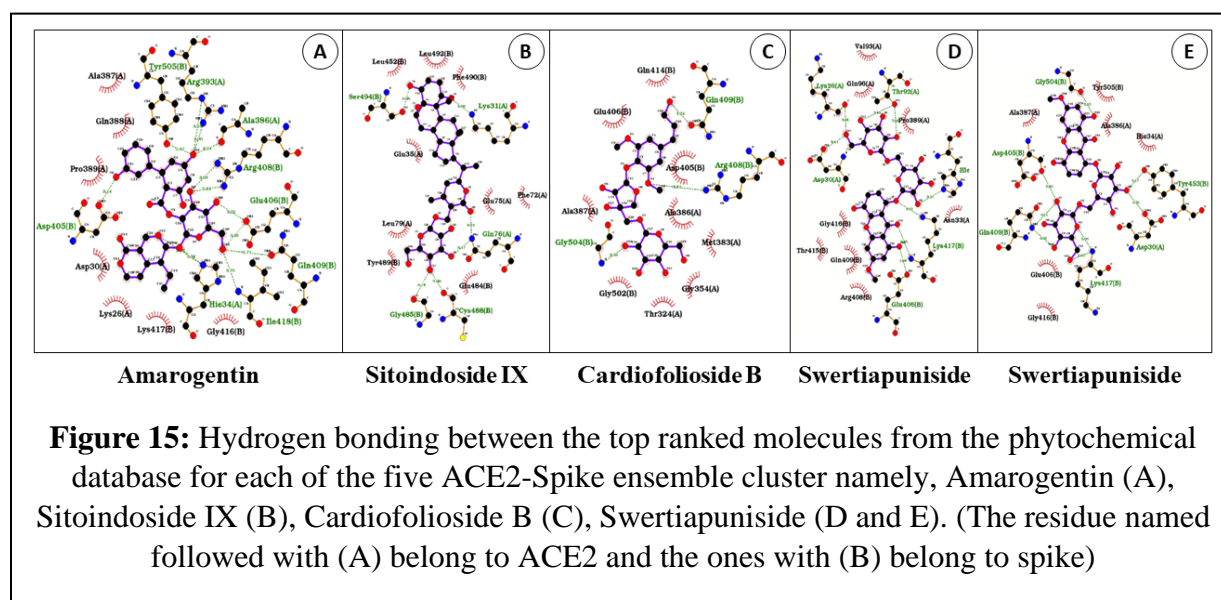 A
Tyr505(B)
Arg393(A)
Ala387(A)
Gln388(A)
Ala386(A)
Arg408(B)
Pro389(A)
Glu406(B)
Asp405(B)
Gln409(B)
Asp30(A)
Hie34(A)
Lys26(A)
Lys417(B)
Gly416(B)
Ile418(B)
B
Leu492(B)
Leu452(B)
Phe490(B)
Ser494(B)
Lys31(A)
Glu35(A)
Glu75(A)
Phe72(A)
Leu79(A)
Gln76(A)
Tyr489(B)
Glu484(B)
Gly485(B)
Cys488(B)
C
Gln414(B)
Gln409(B)
Glu406(B)
Asp405(B)
Arg408(B)
Ala387(A)
Ala386(A)
Gly504(B)
Met383(A)
Gly502(B)
Gly354(A)
Thr324(A)
D
Val93(A)
Lys26(A)
Gln96(A)
Thr92(A)
Pro389(A)
Asp30(A)
Hie
Asn33(A)
Gly416(B)
Lys417(B)
Thr415(B)
Gln409(B)
Arg408(B)
Glu406(B)
E
Gly504(B)
Tyr505(B)
Ala387(A)
Ala386(A)
His34(A)
Asp405(B)
Tyr453(B)
Gln409(B)
Asp30(A)
Glu406(B)
Lys417(B)
Gly416(B)
Amarogentin
Sitoindoside IX
Cardiofolioside B
Swertiapuniside
Swertiapuniside
Figure 15: Hydrogen bonding between the top ranked molecules from the phytochemical
database for each of the five ACE2-Spike ensemble cluster namely, Amarogentin (A),
Sitoindoside IX (B), Cardiofolioside B (C), Swertiapuniside (D and E). (The residue named
followed with (A) belong to ACE2 and the ones with (B) belong to spike)